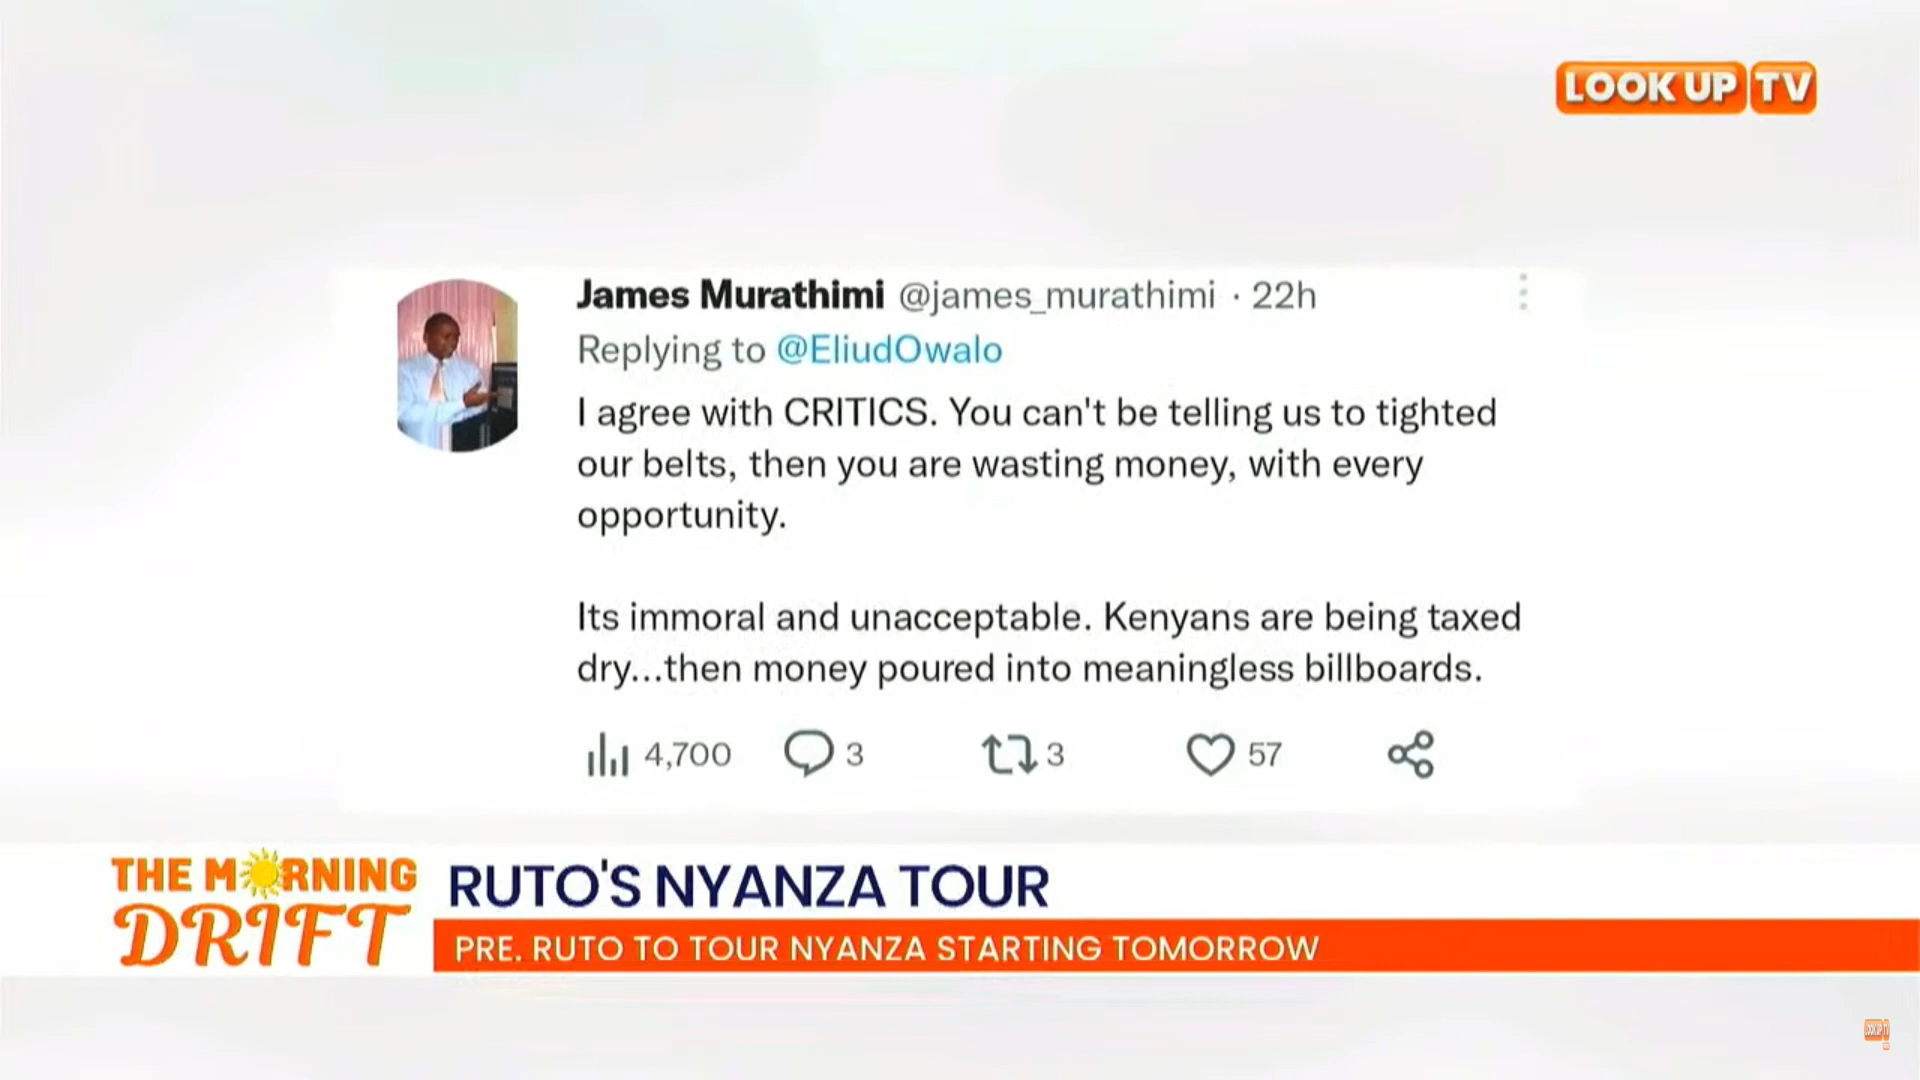 LOOK UP TV
James Murathimi @james_murathimi · 22h
Replying to @EliudOwalo
I agree with CRITICS. You can't be telling us to tighted
our belts, then you are wasting money, with every
opportunity.
Its immoral and unacceptable. Kenyans are being taxed
dry...then money poured into meaningless billboards.
4,700 3 3 57
THE MORNING
DRIFT
RUTO'S NYANZA TOUR
PRE. RUTO TO TOUR NYANZA STARTING TOMORROW